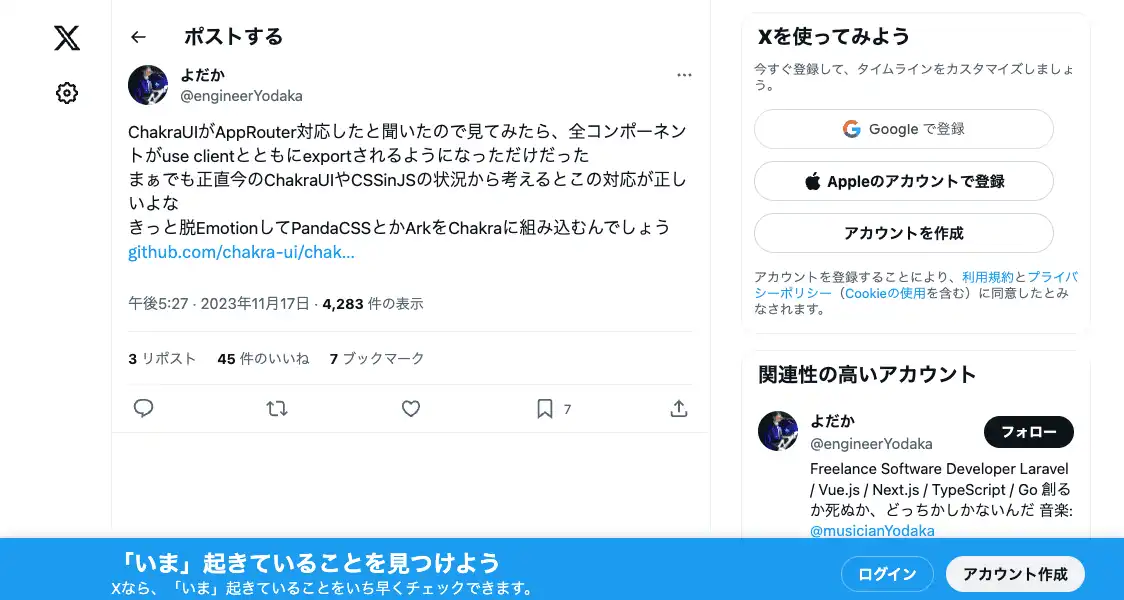 ポストする
よだか
@engineerYodaka
ChakraUIがAppRouter対応したと聞いたので見てみたら、全コンポーネン
トがuse clientとともにexportされるようになっただけだった
まぁでも正直今のChakraUIやCSSinJSの状況から考えるとこの対応が正し
いよな
きっと脱EmotionしてPandaCSSとかArkをChakraに組み込むんでしょう
github.com/chakra-ui/chak...
午後5:27 · 2023年11月17日 · 4,283 件の表示
3 リポスト 45 件のいいね 7 ブックマーク
7
Xを使ってみよう
今すぐ登録して、タイムラインをカスタマイズしましょ
う。
Google で登録
Appleのアカウントで登録
アカウントを作成
アカウントを登録することにより、利用規約とプライバ
シーポリシー（Cookieの使用を含む）に同意したとみ
なされます。
関連性の高いアカウント
よだか
@engineerYodaka
フォロー
Freelance Software Developer Laravel
/ Vue.js / Next.js / TypeScript / Go 創る
か死ぬか、どっちかしかないんだ 音楽:
@musicianYodaka
「いま」起きていることを見つけよう
Xなら、「いま」起きていることをいち早くチェックできます。
ログイン
アカウント作成